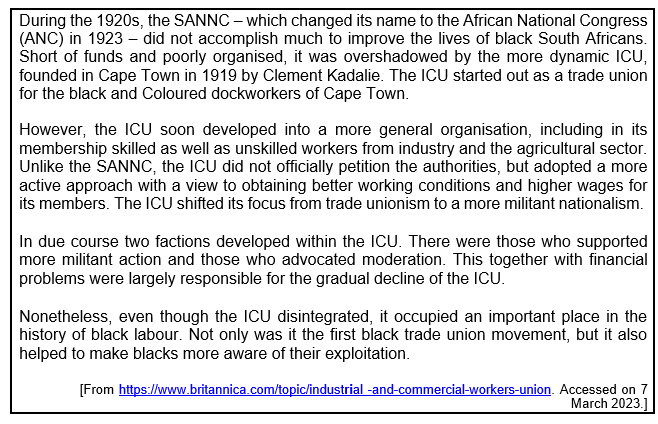 During the 1920s, the SANNC – which changed its name to the African National Congress
(ANC) in 1923 – did not accomplish much to improve the lives of black South Africans.
Short of funds and poorly organised, it was overshadowed by the more dynamic ICU,
founded in Cape Town in 1919 by Clement Kadalie. The ICU started out as a trade union
for the black and Coloured dockworkers of Cape Town.
However, the ICU soon developed into a more general organisation, including in its
membership skilled as well as unskilled workers from industry and the agricultural sector.
Unlike the SANNC, the ICU did not officially petition the authorities, but adopted a more
active approach with a view to obtaining better working conditions and higher wages for
its members. The ICU shifted its focus from trade unionism to a more militant nationalism.
In due course two factions developed within the ICU. There were those who supported
more militant action and those who advocated moderation. This together with financial
problems were largely responsible for the gradual decline of the ICU.
Nonetheless, even though the ICU disintegrated, it occupied an important place in the
history of black labour. Not only was it the first black trade union movement, but it also
helped to make blacks more aware of their exploitation.
[From https://www.britannica.com/topic/industrial -and-commercial-workers-union. Accessed on 7
March 2023.]